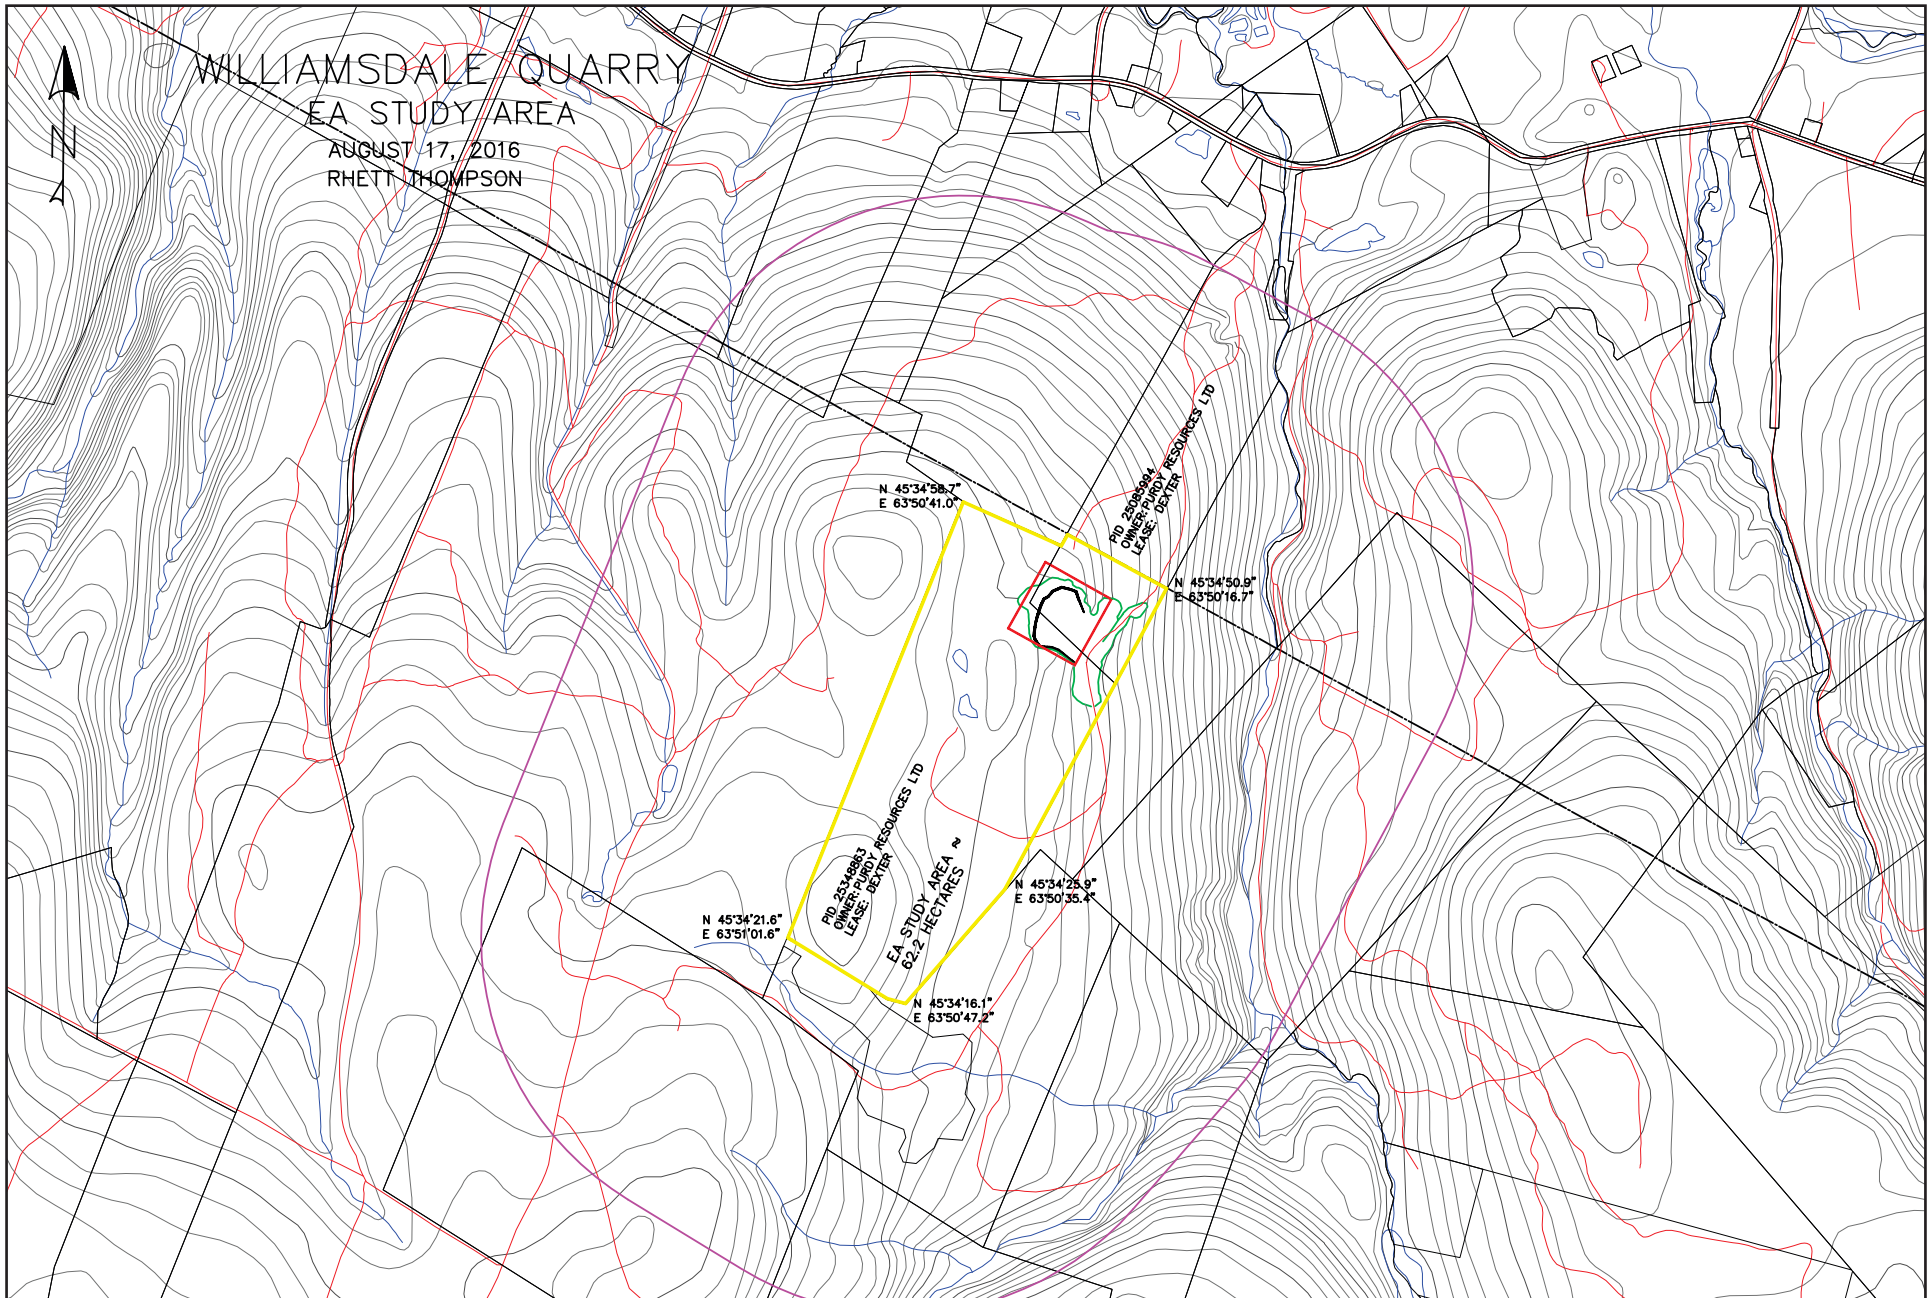 WILLIAMSDALE QUARRY
EA STUDY AREA
AUGUST 17, 2016
RHETT THOMPSON
N
N 45°34'58.7"
E 63°50'41.0"
PID 25085994
OWNER: PURDY RESOURCES LTD
LEASE: DEXTER
N 45°34'50.9"
E 63°50'16.7"
PID 25348863
OWNER: PURDY RESOURCES LTD
LEASE: DEXTER
EA STUDY AREA ≈
62.2 HECTARES
N 45°34'25.9"
E 63°50'35.4"
N 45°34'21.6"
E 63°51'01.6"
N 45°34'16.1"
E 63°50'47.2"